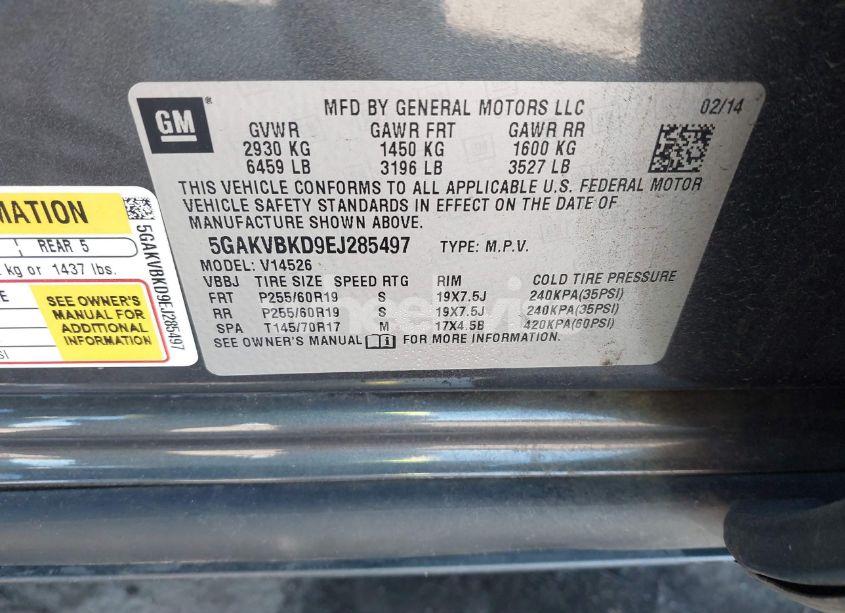 GM
MFD BY GENERAL MOTORS LLC 02/14
GVWR GAWR FRT GAWR RR
2930 KG 1450 KG 1600 KG
6459 LB 3196 LB 3527 LB
THIS VEHICLE CONFORMS TO ALL APPLICABLE U.S. FEDERAL MOTOR
VEHICLE SAFETY STANDARDS IN EFFECT ON THE DATE OF
MANUFACTURE SHOWN ABOVE.
5GAKVBKD9EJ285497 TYPE: M.P.V.
MODEL: V14526
VBBJ TIRE SIZE SPEED RTG RIM COLD TIRE PRESSURE
FRT P255/60R19 S 19X7.5J 240KPA(35PSI)
RR P255/60R19 S 19X7.5J 240KPA(35PSI)
SPA T145/70R17 M 17X4.5B 420KPA(60PSI)
SEE OWNER'S MANUAL FOR MORE INFORMATION.
MATION
REAR 5
kg or 1437 lbs.
SEE OWNER'S
MANUAL FOR
ADDITIONAL
INFORMATION
5GAKVBKD9EJ285497